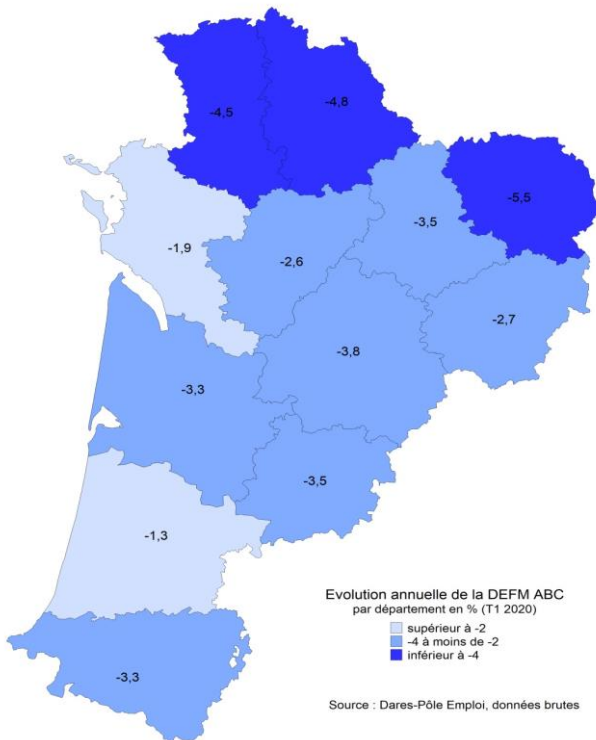 -4,5
-4,8
-5,5
-3,5
-1,9
-2,6
-2,7
-3,8
-3,3
-3,5
-1,3
-3,3
Evolution annuelle de la DEFM ABC
par département en % (T1 2020)
supérieur à -2
-4 à moins de -2
inférieur à -4
Source : Dares-Pôle Emploi, données brutes